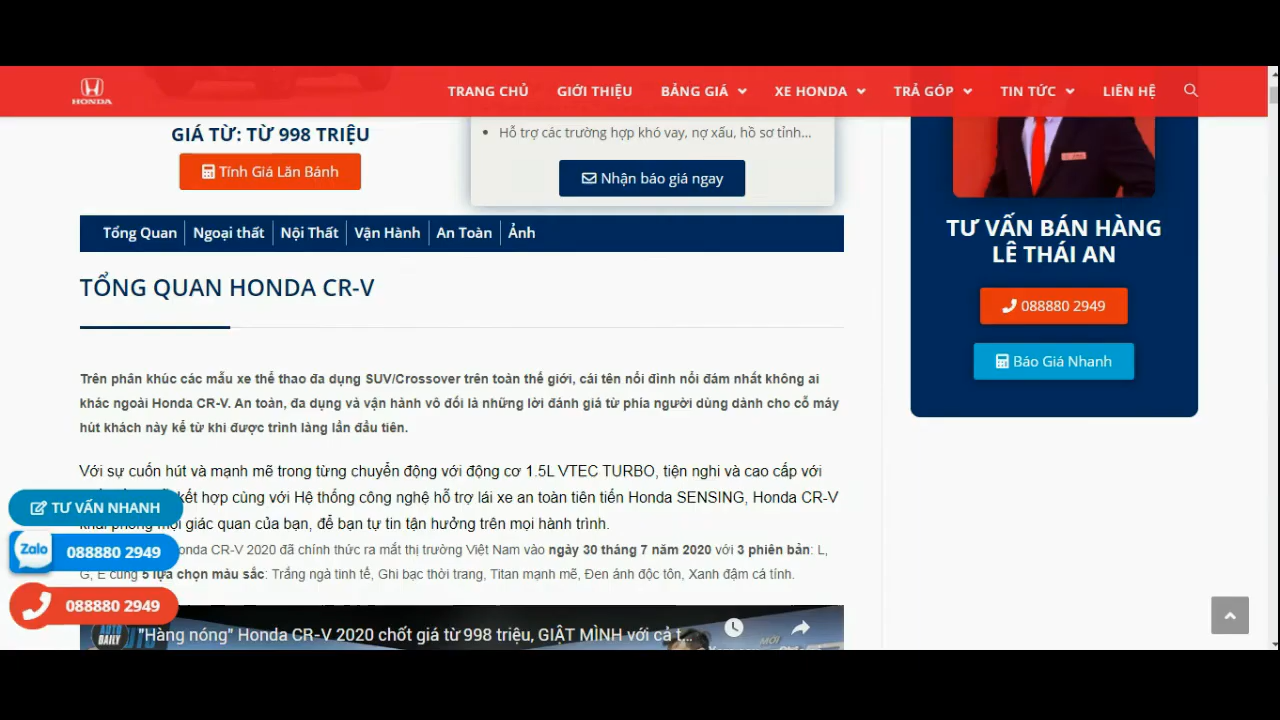 HONDA
TRANG CHỦ
GIỚI THIỆU
BẢNG GIÁ
XE HONDA
TRẢ GÓP
TIN TỨC
LIÊN HỆ
GIÁ TỪ: TỪ 998 TRIỆU
Tính Giá Lăn Bánh
Hỗ trợ các trường hợp khó vay, nợ xấu, hồ sơ tỉnh...
Nhận báo giá ngay
Tổng Quan
Ngoại thất
Nội Thất
Vận Hành
An Toàn
Ảnh
TỔNG QUAN HONDA CR-V
Trên phân khúc các mẫu xe thể thao đa dụng SUV/Crossover trên toàn thế giới, cái tên nổi đình nổi đám nhất không ai
khác ngoài Honda CR-V. An toàn, đa dụng và vận hành vô đối là những lời đánh giá từ phía người dùng dành cho cỗ máy
hút khách này kể từ khi được trình làng lần đầu tiên.
Với sự cuốn hút và mạnh mẽ trong từng chuyển động với động cơ 1.5L VTEC TURBO, tiện nghi và cao cấp với
kết hợp cùng với Hệ thống công nghệ hỗ trợ lái xe an toàn tiên tiến Honda SENSING, Honda CR-V
giác quan của bạn, để bạn tự tin tận hưởng trên mọi hành trình.
CR-V 2020 đã chính thức ra mắt thị trường Việt Nam vào ngày 30 tháng 7 năm 2020 với 3 phiên bản: L,
G, E cùng 5 lựa chọn màu sắc: Trắng ngà tinh tế, Ghi bạc thời trang, Titan mạnh mẽ, Đen ánh độc tôn, Xanh đậm cá tính.
"Hàng nóng" Honda CR-V 2020 chốt giá từ 998 triệu, GIẬT MÌNH với cả t...
AUTO
DAILY
TƯ VẤN BÁN HÀNG
LÊ THÁI AN
088880 2949
Báo Giá Nhanh
TƯ VẤN NHANH
Zalo
088880 2949
088880 2949